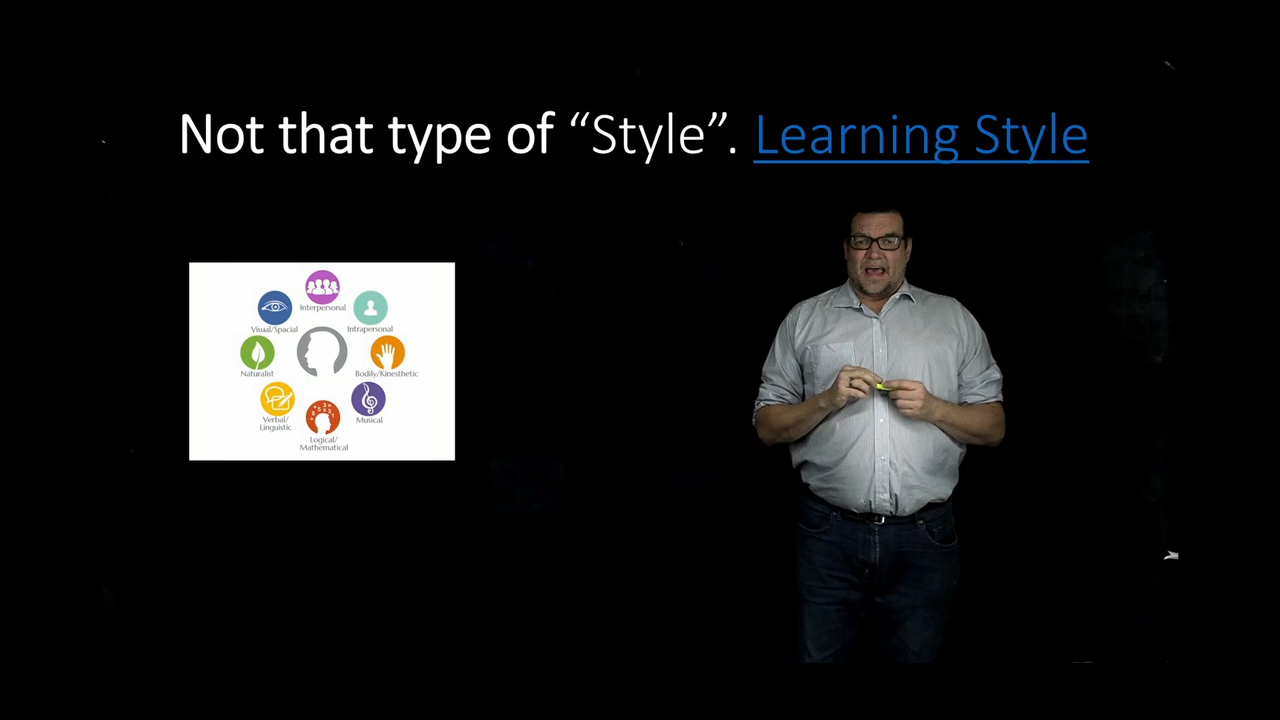 Not that type of “Style”. Learning Style
Interpersonal
Visual/Spacial
Intrapersonal
Naturalist
Bodily/Kinesthetic
Verbal/
Linguistic
Musical
Logical/
Mathematical